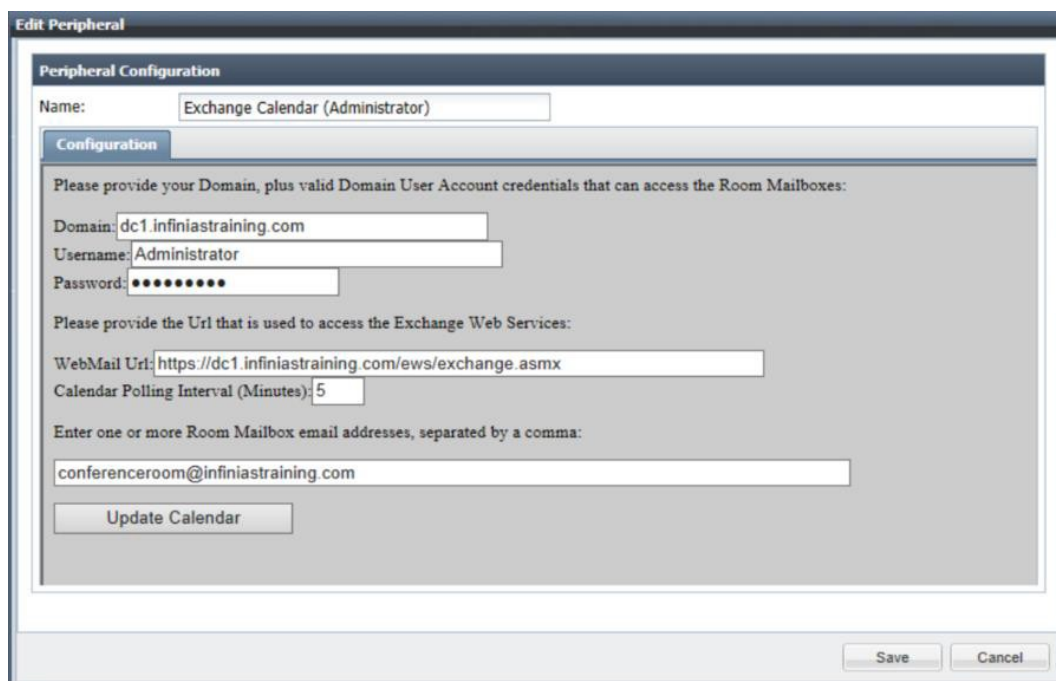 Edit Peripheral
Peripheral Configuration
Name: Exchange Calendar (Administrator)
Configuration
Please provide your Domain, plus valid Domain User Account credentials that can access the Room Mailboxes:
Domain: dc1.infiniastraining.com
Username: Administrator
Password: •••••••••
Please provide the Url that is used to access the Exchange Web Services:
WebMail Url: https://dc1.infiniastraining.com/ews/exchange.asmx
Calendar Polling Interval (Minutes): 5
Enter one or more Room Mailbox email addresses, separated by a comma:
conferenceroom@infiniastraining.com
Update Calendar
Save Cancel